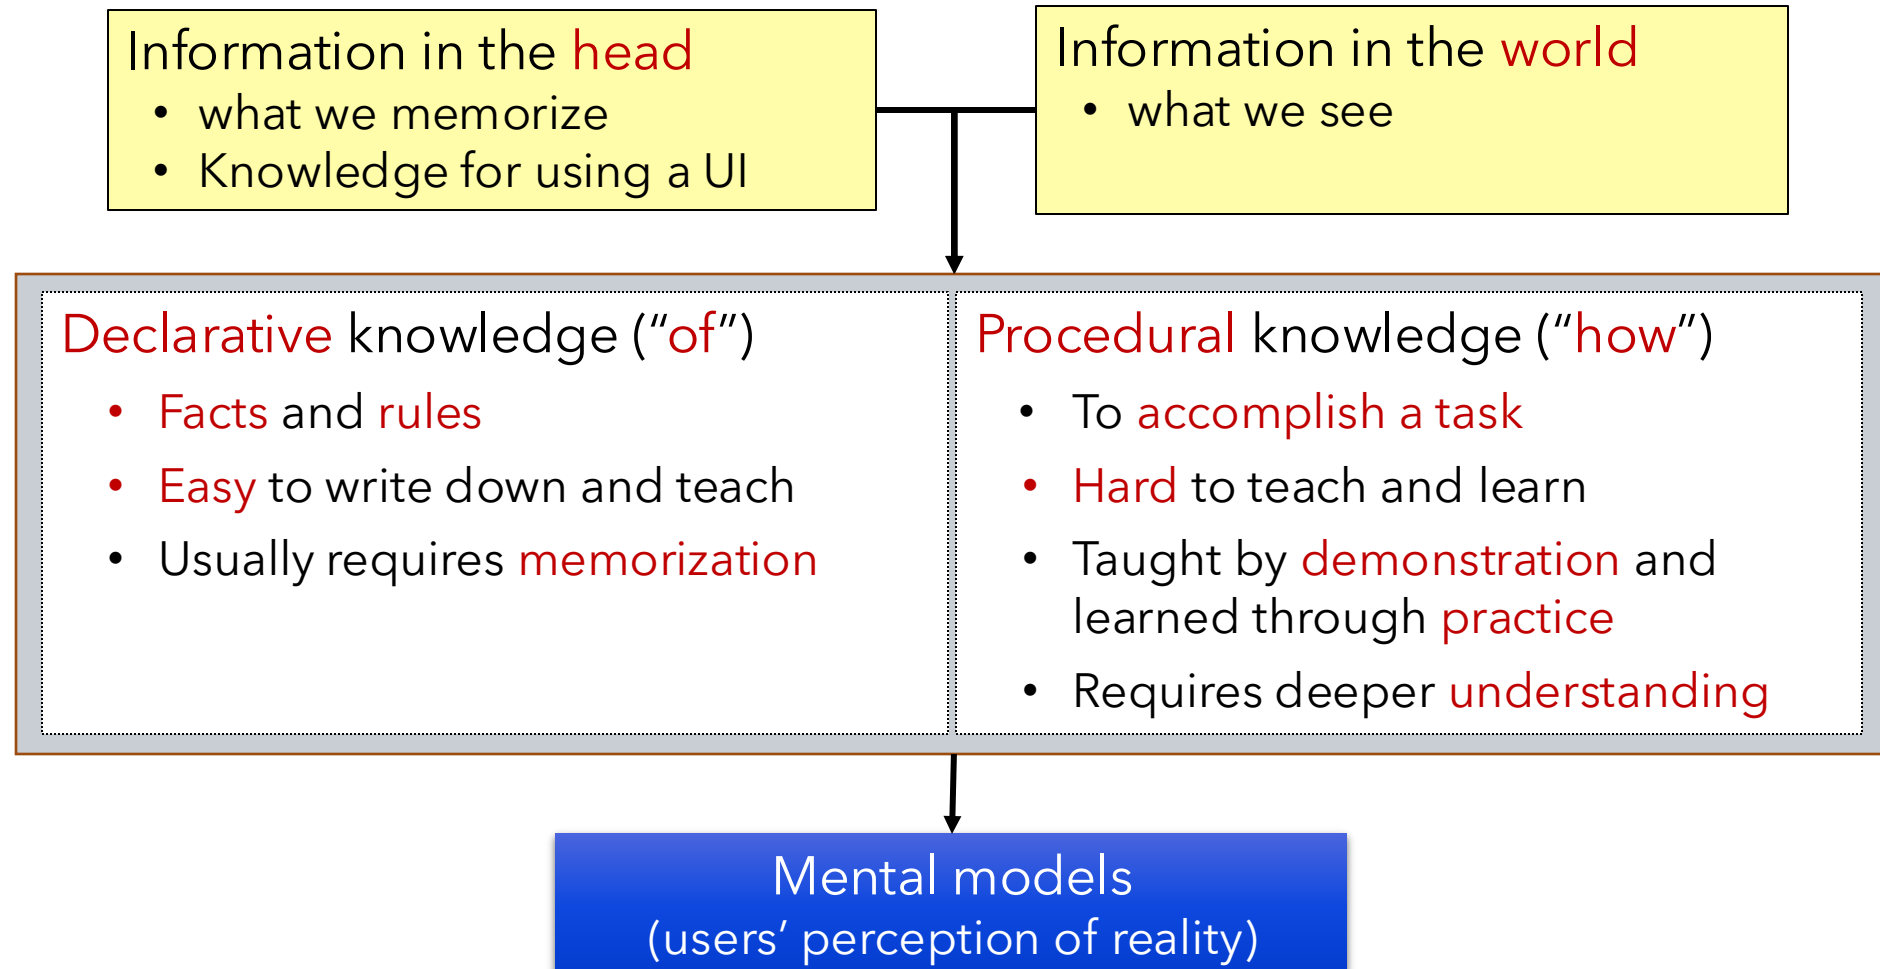 Information in the head
• what we memorize
• Knowledge for using a UI
Information in the world
• what we see
Declarative knowledge (“of”)
• Facts and rules
• Easy to write down and teach
• Usually requires memorization
Procedural knowledge (“how”)
• To accomplish a task
• Hard to teach and learn
• Taught by demonstration and
learned through practice
• Requires deeper understanding
Mental models
(users’ perception of reality)